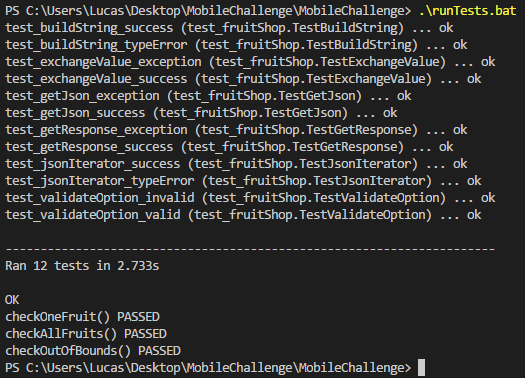 PS C:\Users\Lucas\Desktop\MobileChallenge\MobileChallenge> .\runTests.bat
test_buildString_success (test_fruitShop.TestBuildString) ... ok
test_buildString_typeError (test_fruitShop.TestBuildString) ... ok
test_exchangeValue_exception (test_fruitShop.TestExchangeValue) ... ok
test_exchangeValue_success (test_fruitShop.TestExchangeValue) ... ok
test_getJson_exception (test_fruitShop.TestGetJson) ... ok
test_getJson_success (test_fruitShop.TestGetJson) ... ok
test_getResponse_exception (test_fruitShop.TestGetResponse) ... ok
test_getResponse_success (test_fruitShop.TestGetResponse) ... ok
test_jsonIterator_success (test_fruitShop.TestJsonIterator) ... ok
test_jsonIterator_typeError (test_fruitShop.TestJsonIterator) ... ok
test_validateOption_invalid (test_fruitShop.TestValidateOption) ... ok
test_validateOption_valid (test_fruitShop.TestValidateOption) ... ok
----------------------------------------------------------------------
Ran 12 tests in 2.733s
OK
checkOneFruit() PASSED
checkAllFruits() PASSED
checkOutOfBounds() PASSED
PS C:\Users\Lucas\Desktop\MobileChallenge\MobileChallenge>